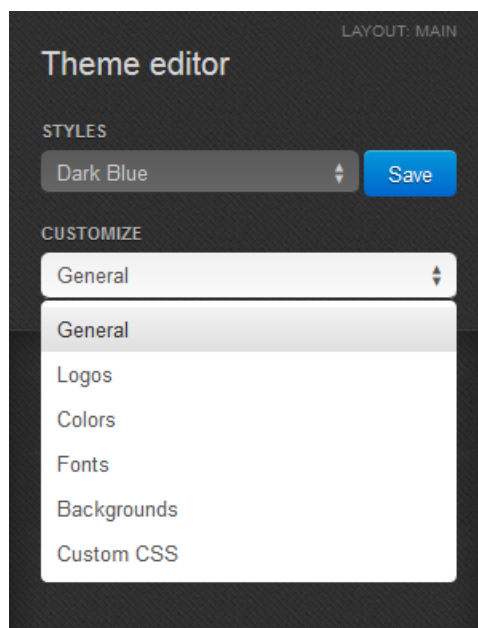 LAYOUT: MAIN
Theme editor
STYLES
Dark Blue
Save
CUSTOMIZE
General
General
Logos
Colors
Fonts
Backgrounds
Custom CSS